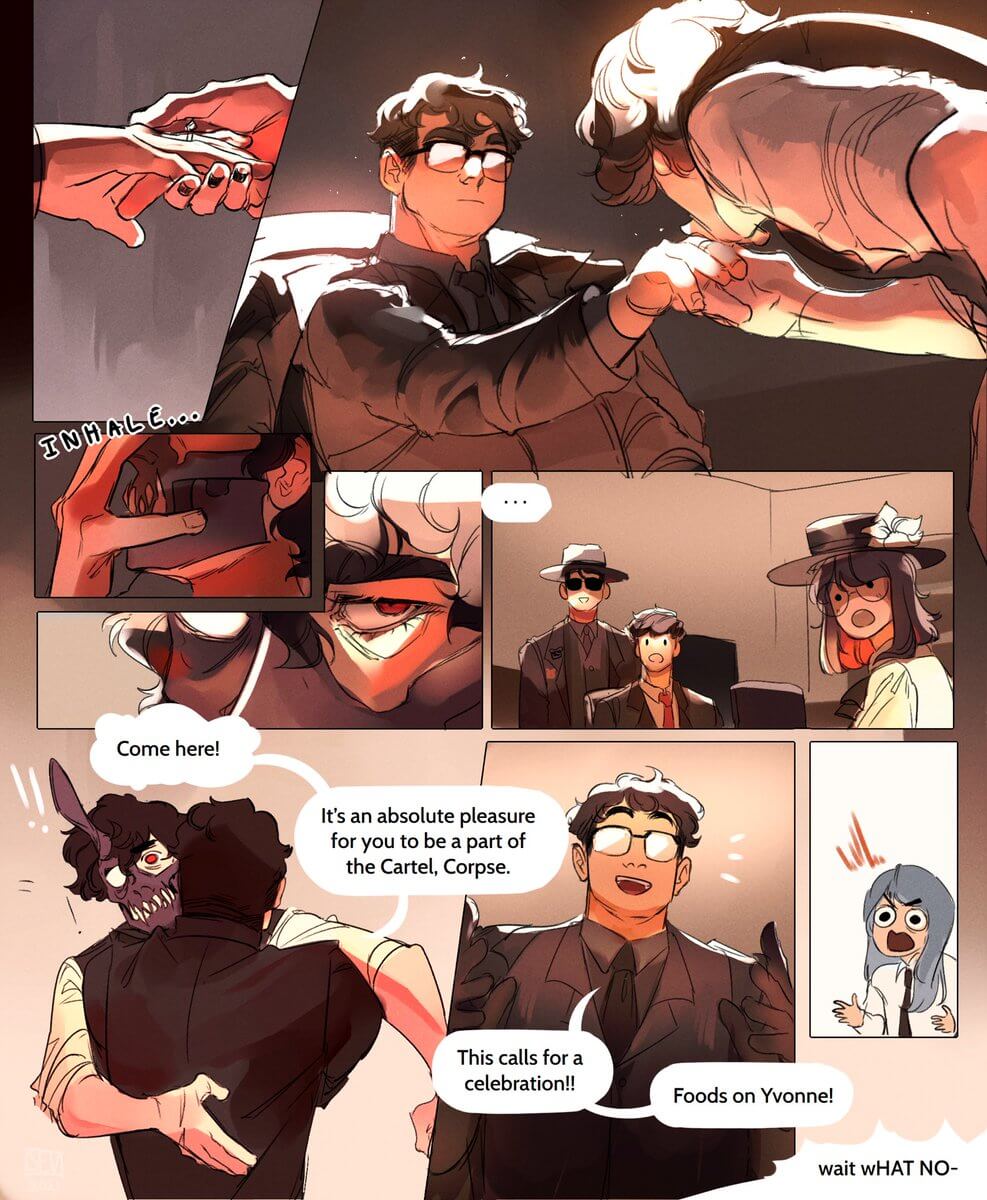 INHALE...
...
Come here!
It's an absolute pleasure
for you to be a part of
the Cartel, Corpse.
!!
This calls for a
celebration!!
Foods on Yvonne!
wait wHAT NO-